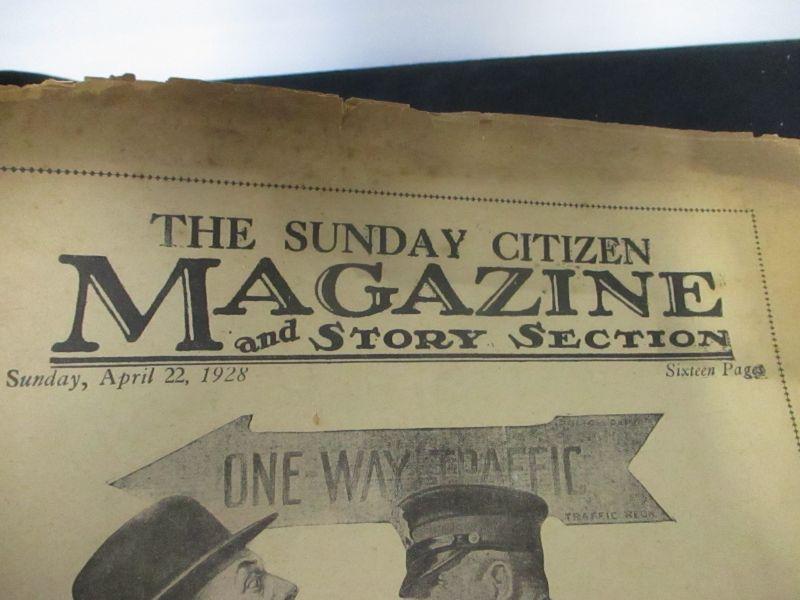 THE SUNDAY CITIZEN
MAGAZINE
and STORY SECTION
Sunday, April 22, 1928
Sixteen Pages
ONE-WAY TRAFFIC
TRAFFIC REGN.